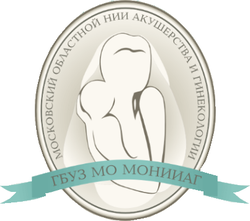 МОСКОВСКИЙ ОБЛАСТНОЙ НИИ АКУШЕРСТВА И ГИНЕКОЛОГИИ
ГБУЗ МО МОНИИАГ